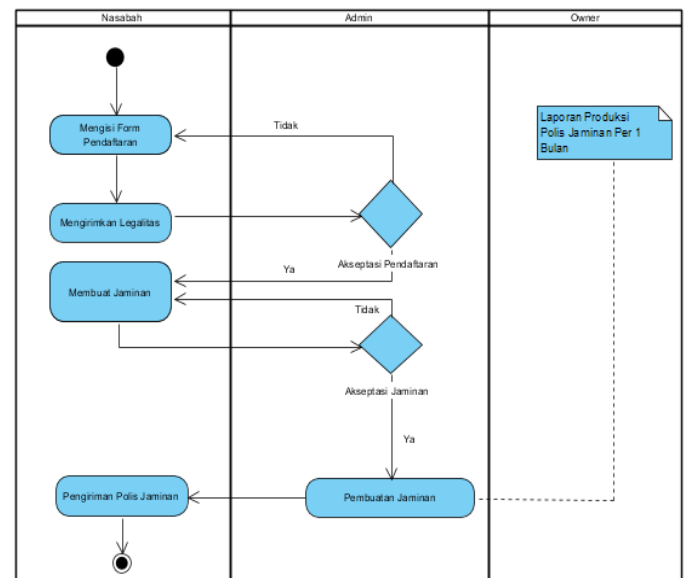 Nasabah
Admin
Owner
Mengisi Form
Pendaftaran
Tidak
Laporan Produksi
Polis Jaminan Per 1
Bulan
Mengirimkan Legalitas
Akseptasi Pendaftaran
Ya
Membuat Jaminan
Tidak
Akseptasi Jaminan
Ya
Pengiriman Polis Jaminan
Pembuatan Jaminan